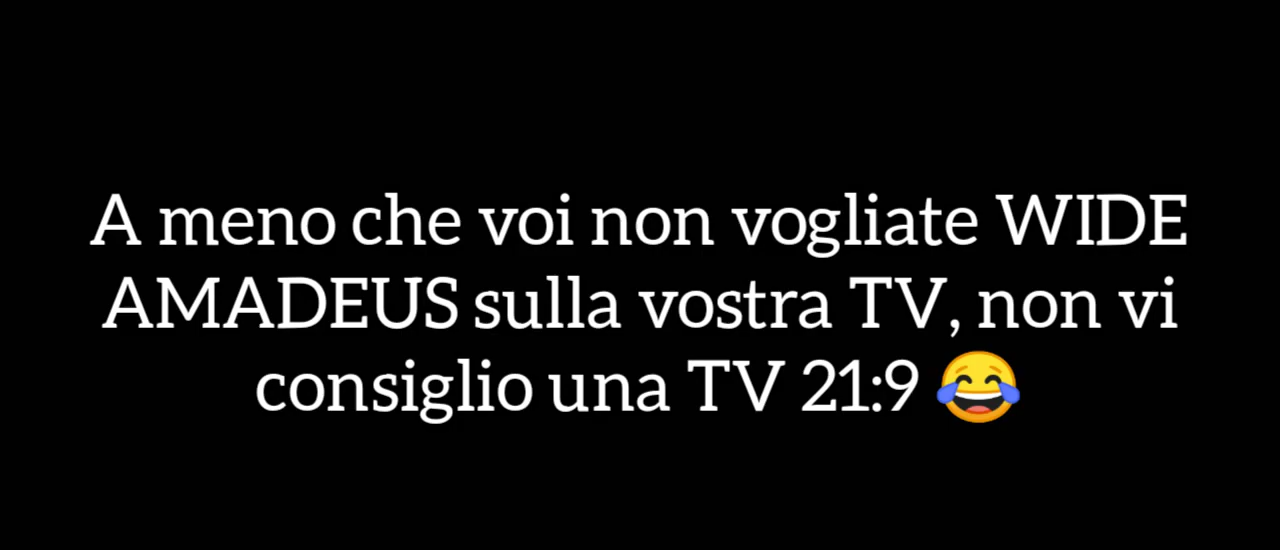 A meno che voi non vogliate WIDE
AMADEUS sulla vostra TV, non vi
consiglio una TV 21:9 😂